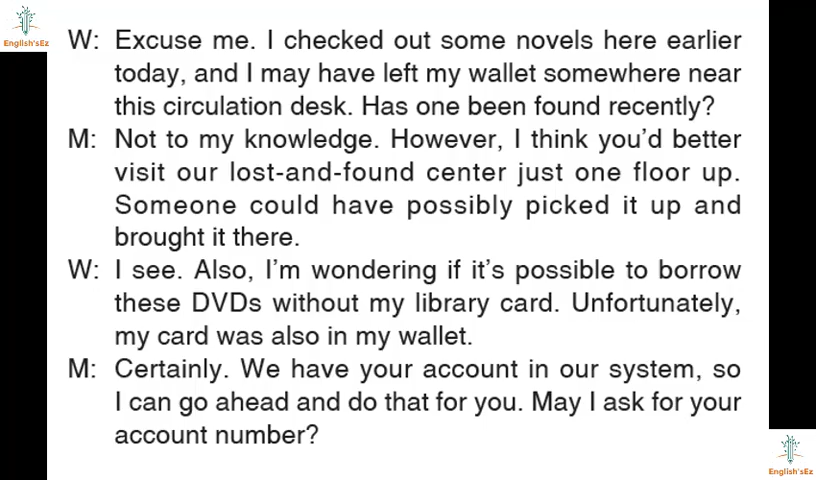 English'sEz
W: Excuse me. I checked out some novels here earlier
today, and I may have left my wallet somewhere near
this circulation desk. Has one been found recently?
M: Not to my knowledge. However, I think you'd better
visit our lost-and-found center just one floor up.
Someone could have possibly picked it up and
brought it there.
W: I see. Also, I'm wondering if it's possible to borrow
these DVDs without my library card. Unfortunately,
my card was also in my wallet.
M: Certainly. We have your account in our system, so
I can go ahead and do that for you. May I ask for your
account number?
English'sEz